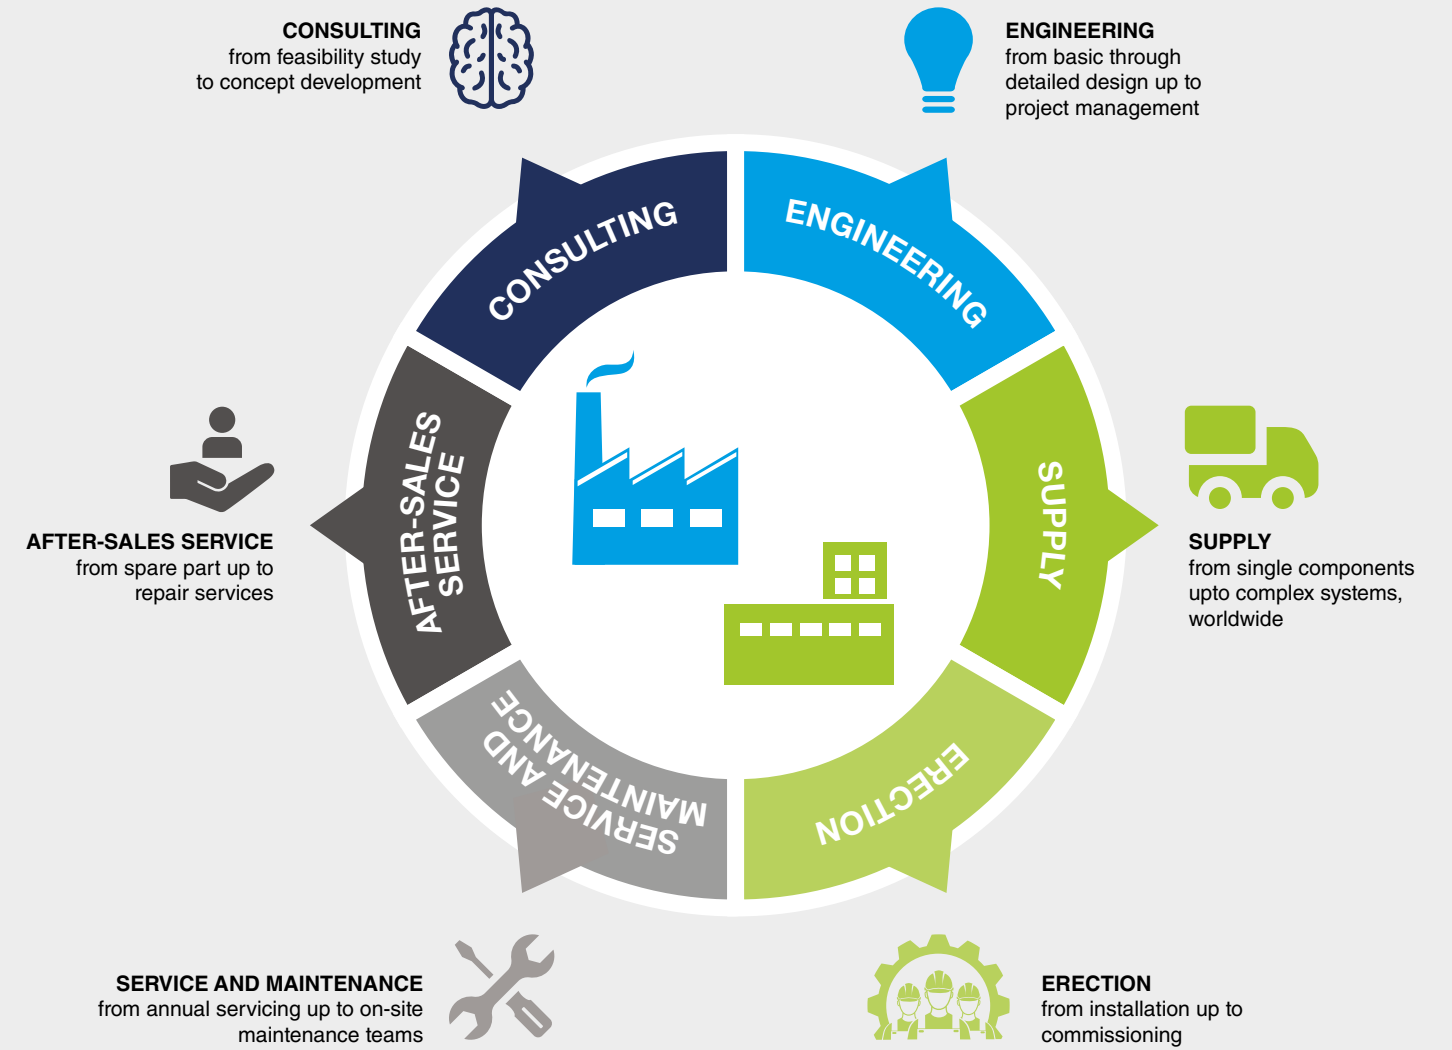 CONSULTING
from feasibility study
to concept development
ENGINEERING
from basic through
detailed design up to
project management
CONSULTING
ENGINEERING
SUPPLY
ERECTION
SERVICE AND
MAINTENANCE
AFTER-SALES
SERVICE
AFTER-SALES SERVICE
from spare part up to
repair services
SUPPLY
from single components
upto complex systems,
worldwide
SERVICE AND MAINTENANCE
from annual servicing up to on-site
maintenance teams
ERECTION
from installation up to
commissioning